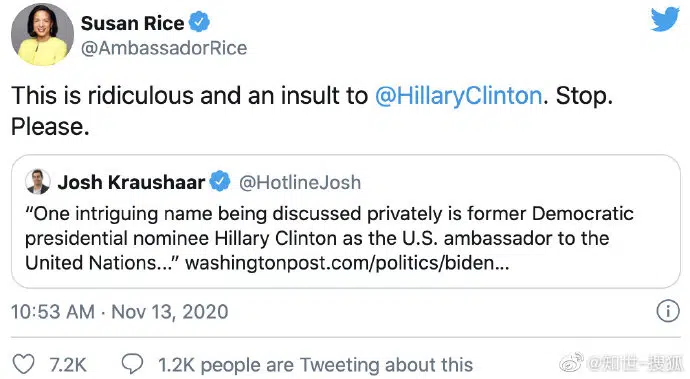 Susan Rice
@AmbassadorRice
This is ridiculous and an insult to @HillaryClinton. Stop.
Please.
Josh Kraushaar @HotlineJosh
“One intriguing name being discussed privately is former Democratic
presidential nominee Hillary Clinton as the U.S. ambassador to the
United Nations...” washingtonpost.com/politics/biden...
10:53 AM · Nov 13, 2020
7.2K 1.2K people are Tweeting about this
@知世-搜狐